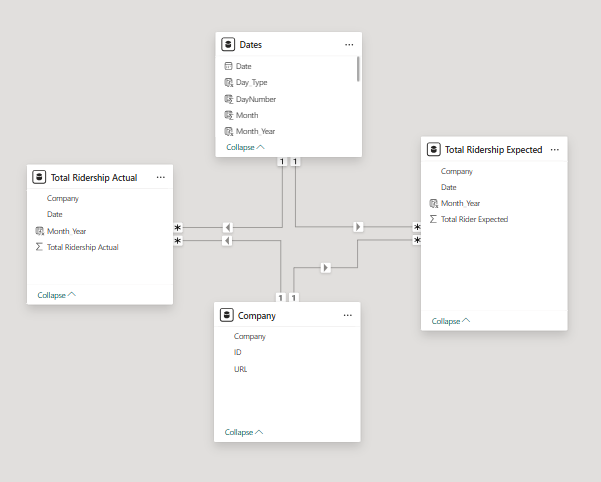 Dates
Date
Day_Type
DayNumber
Month
Month_Year
Collapse
1 1
Total Ridership Actual
Company
Date
Month_Year
Total Ridership Actual
Collapse
Total Ridership Expected
Company
Date
Month_Year
Total Rider Expected
Collapse
* *
* *
1 1
Company
Company
ID
URL
Collapse